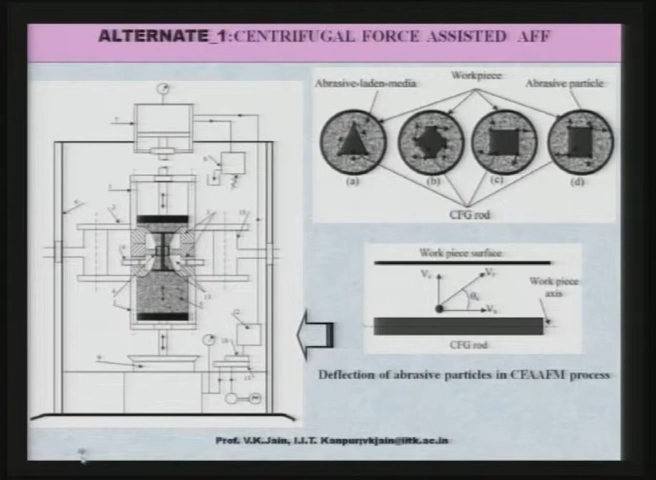 ALTERNATE_1:CENTRIFUGAL FORCE ASSISTED AFF
Workpiece
Abrasive-laden-media
Abrasive particle
(a)
(b)
(c)
(d)
CFG rod
Work piece surface
Work piece
axis
CFG rod
Deflection of abrasive particles in CFAAFM process
Prof. V.K.Jain, I.I.T. Kanpur;vkjain@iitk.ac.in